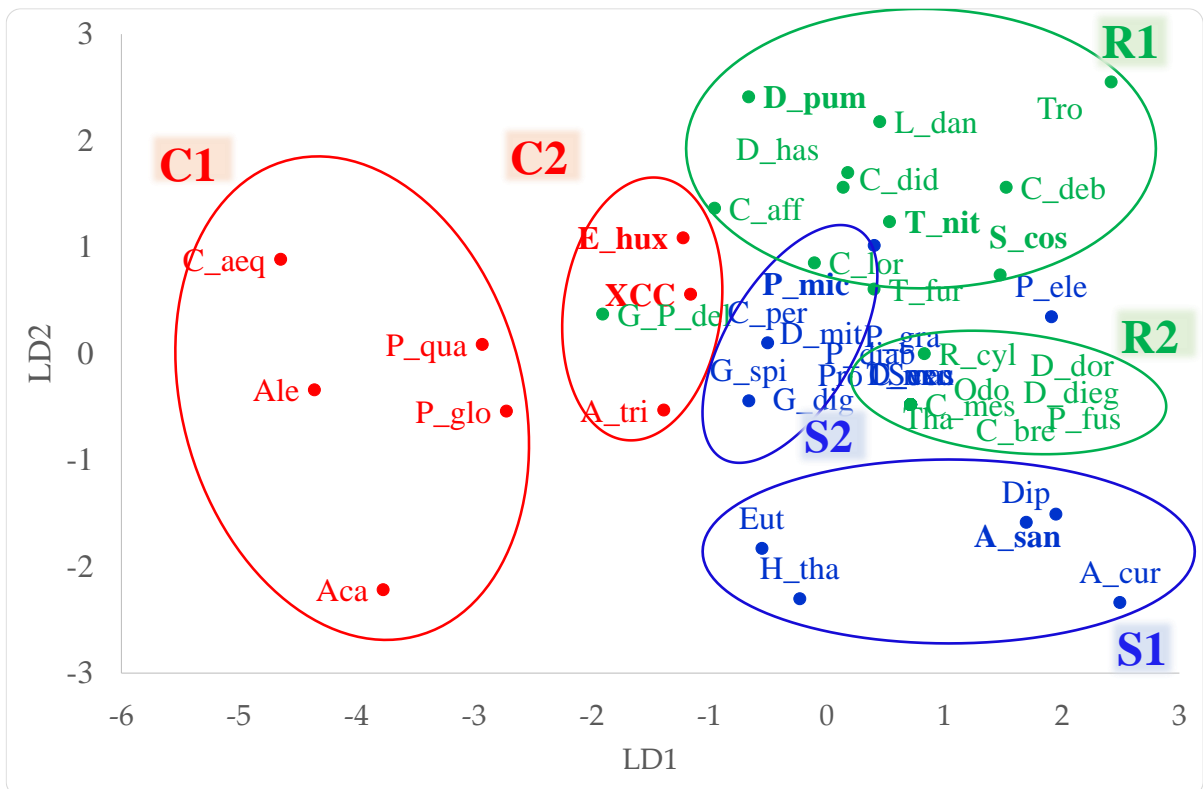 3
R1
D_pum
Tro
L_dan
2
C1
C2
D_has
C_did
C_deb
C_aff
T_nit
E_hux
S_cos
1
C_aeq
C_lor
P_mic
P_ele
XCC
T_fur
G_P_del
C_per
R2
D_mit
P_gra
LD2
0
P_qua
P_diab
R_cyl
D_dor
G_spi
Pro
Odo
D_dieg
Ale
G_dig
C_mes
P_glo
A_tri
Tha
P_fus
C_bre
S2
-1
Dip
Eut
A_san
-2
H_tha
A_cur
Aca
S1
-3
-6 -5 -4 -3 -2 -1 0 1 2 3
LD1